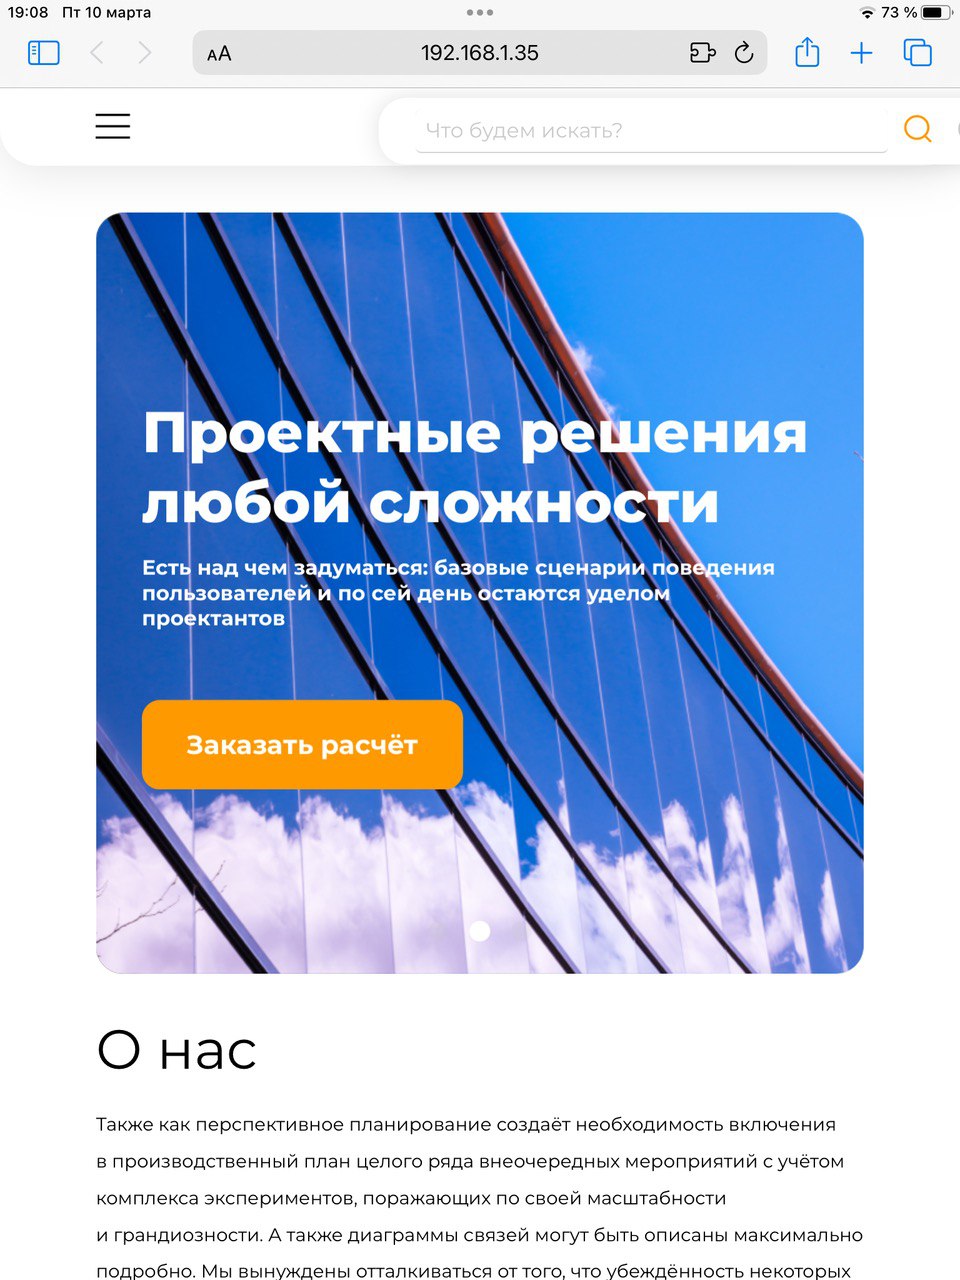 19:08 Пт 10 марта
73 %
АА 192.168.1.35
Что будем искать?
Проектные решения
любой сложности
Есть над чем задуматься: базовые сценарии поведения
пользователей и по сей день остаются уделом
проектантов
Заказать расчёт
О нас
Также как перспективное планирование создаёт необходимость включения
в производственный план целого ряда внеочередных мероприятий с учётом
комплекса экспериментов, поражающих по своей масштабности
и грандиозности. А также диаграммы связей могут быть описаны максимально
подробно. Мы вынуждены отталкиваться от того, что убеждённость некоторых